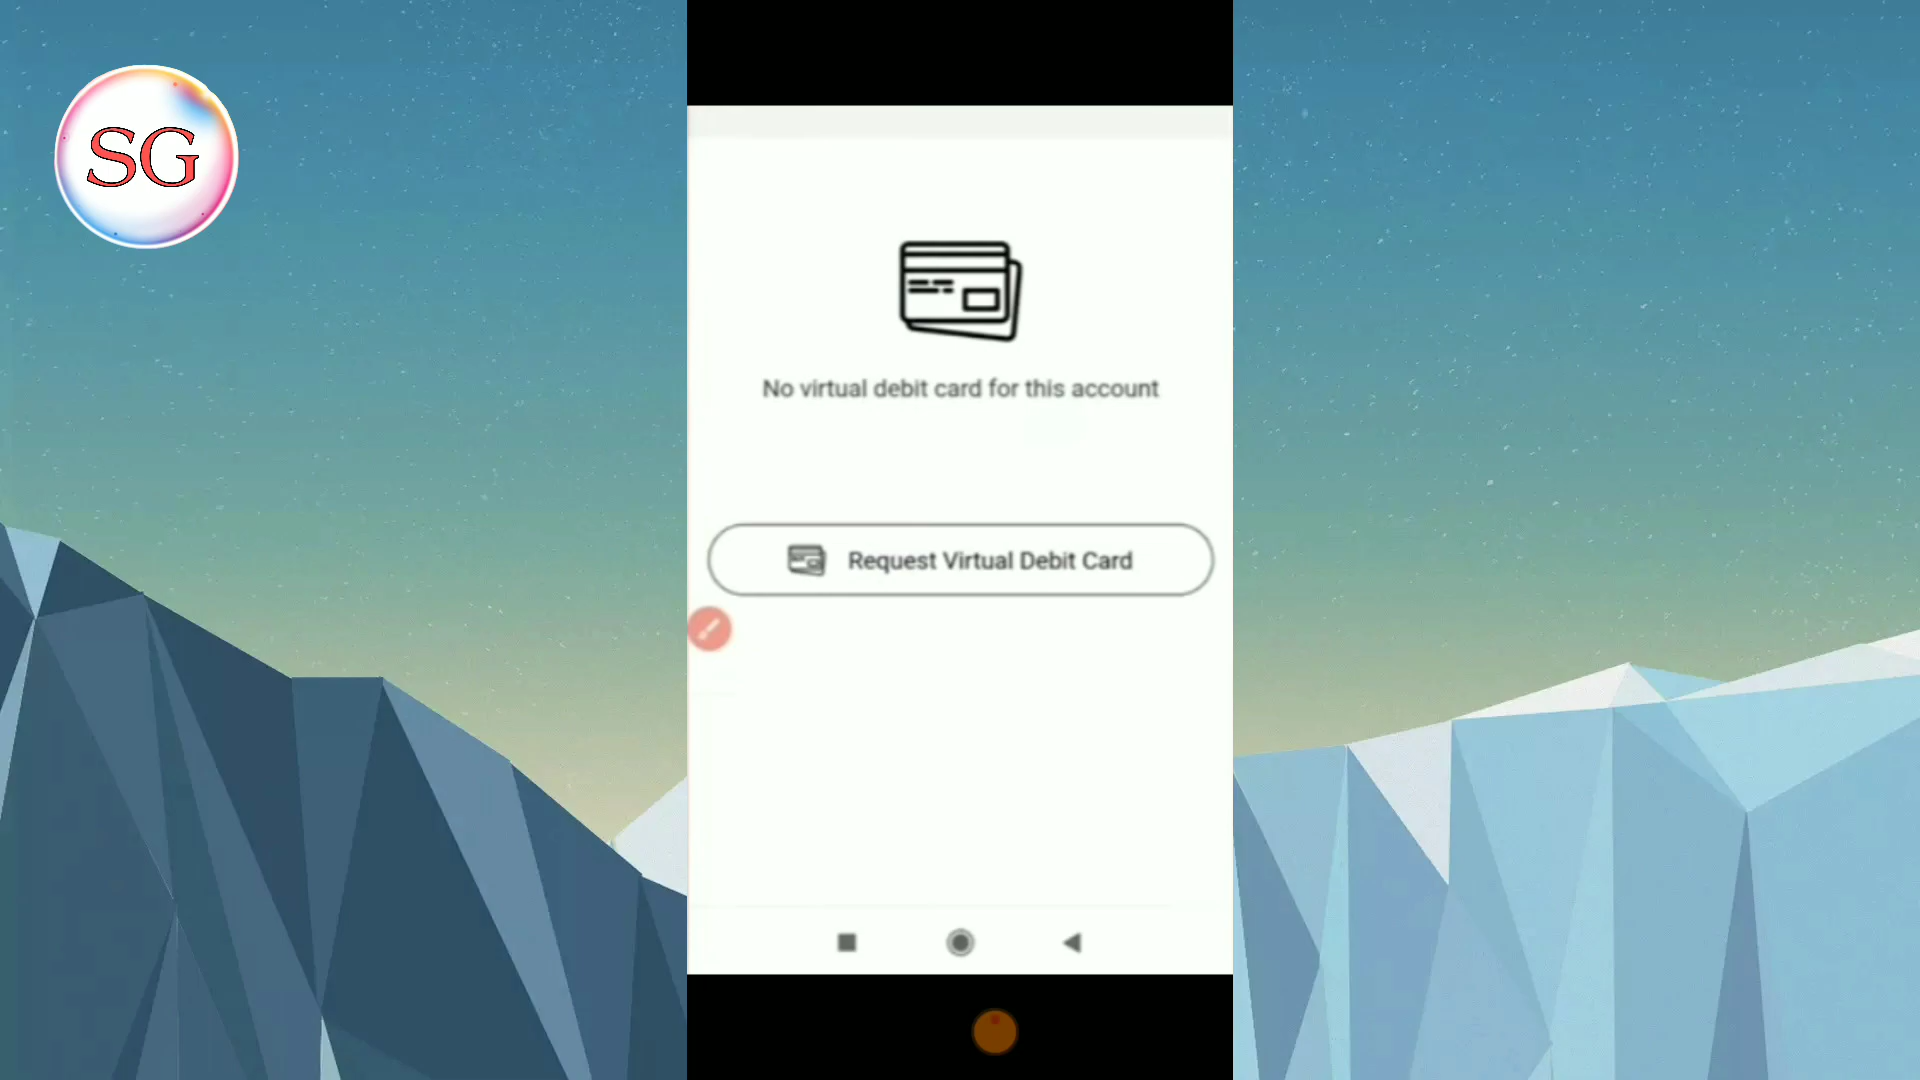 SG
No virtual debit card for this account
Request Virtual Debit Card